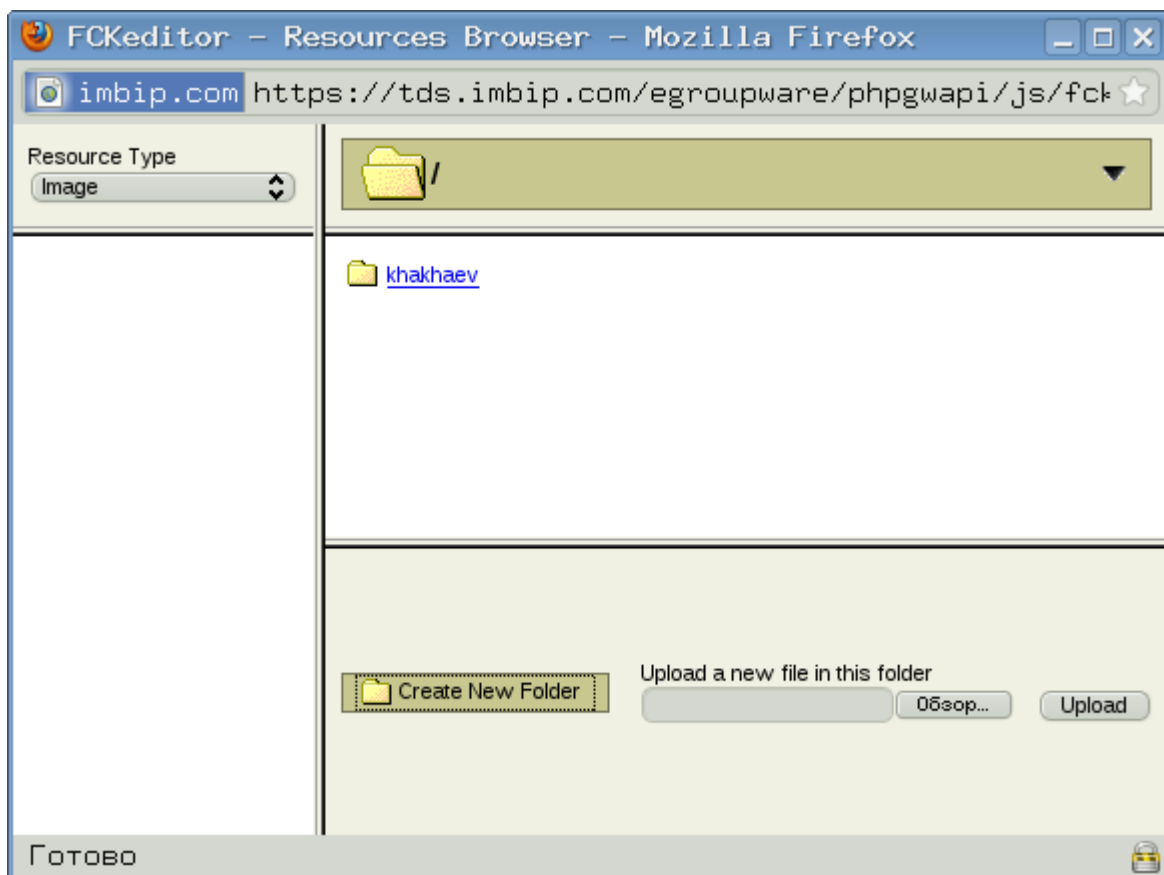 FCKeditor - Resources Browser - Mozilla Firefox
imbip.com https://tds.imbip.com/egroupware/phpgwapi/js/fck
Resource Type
Image
/
khakhaev
Create New Folder
Upload a new file in this folder
Обзор...
Upload
Готово